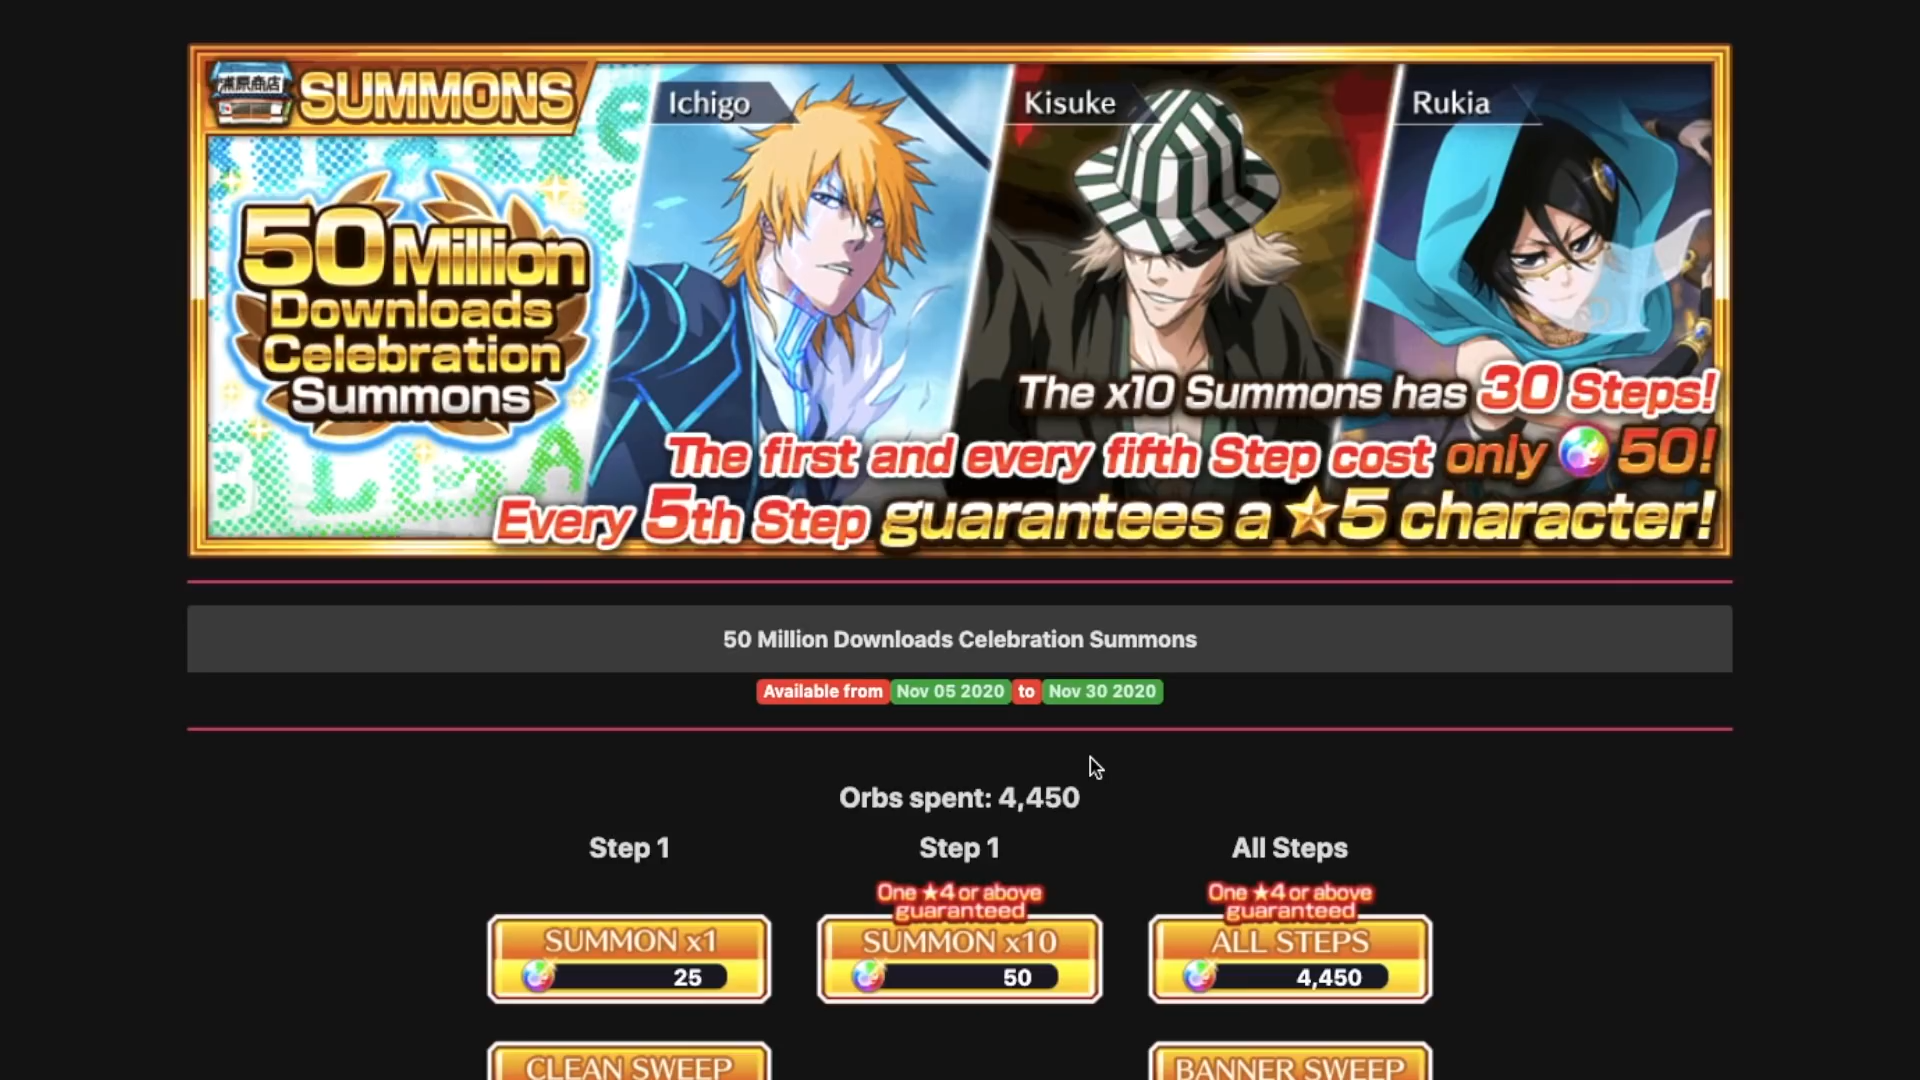 浦原商店
SUMMONS
Ichigo
Kisuke
Rukia
50 Million
Downloads
Celebration
Summons
The x10 Summons has 30 Steps!
The first and every fifth Step cost only 50!
Every 5th Step guarantees a ★5 character!
50 Million Downloads Celebration Summons
Available from Nov 05 2020 to Nov 30 2020
Orbs spent: 4,450
Step 1
Step 1
All Steps
One ★4 or above
guaranteed
One ★4 or above
guaranteed
SUMMON x1
SUMMON x10
ALL STEPS
25
50
4,450
CLEAN SWEEP
BANNER SWEEP